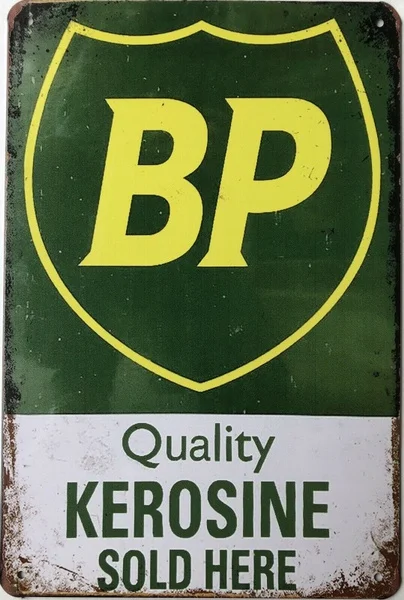 BP
Quality
KEROSINE
SOLD HERE